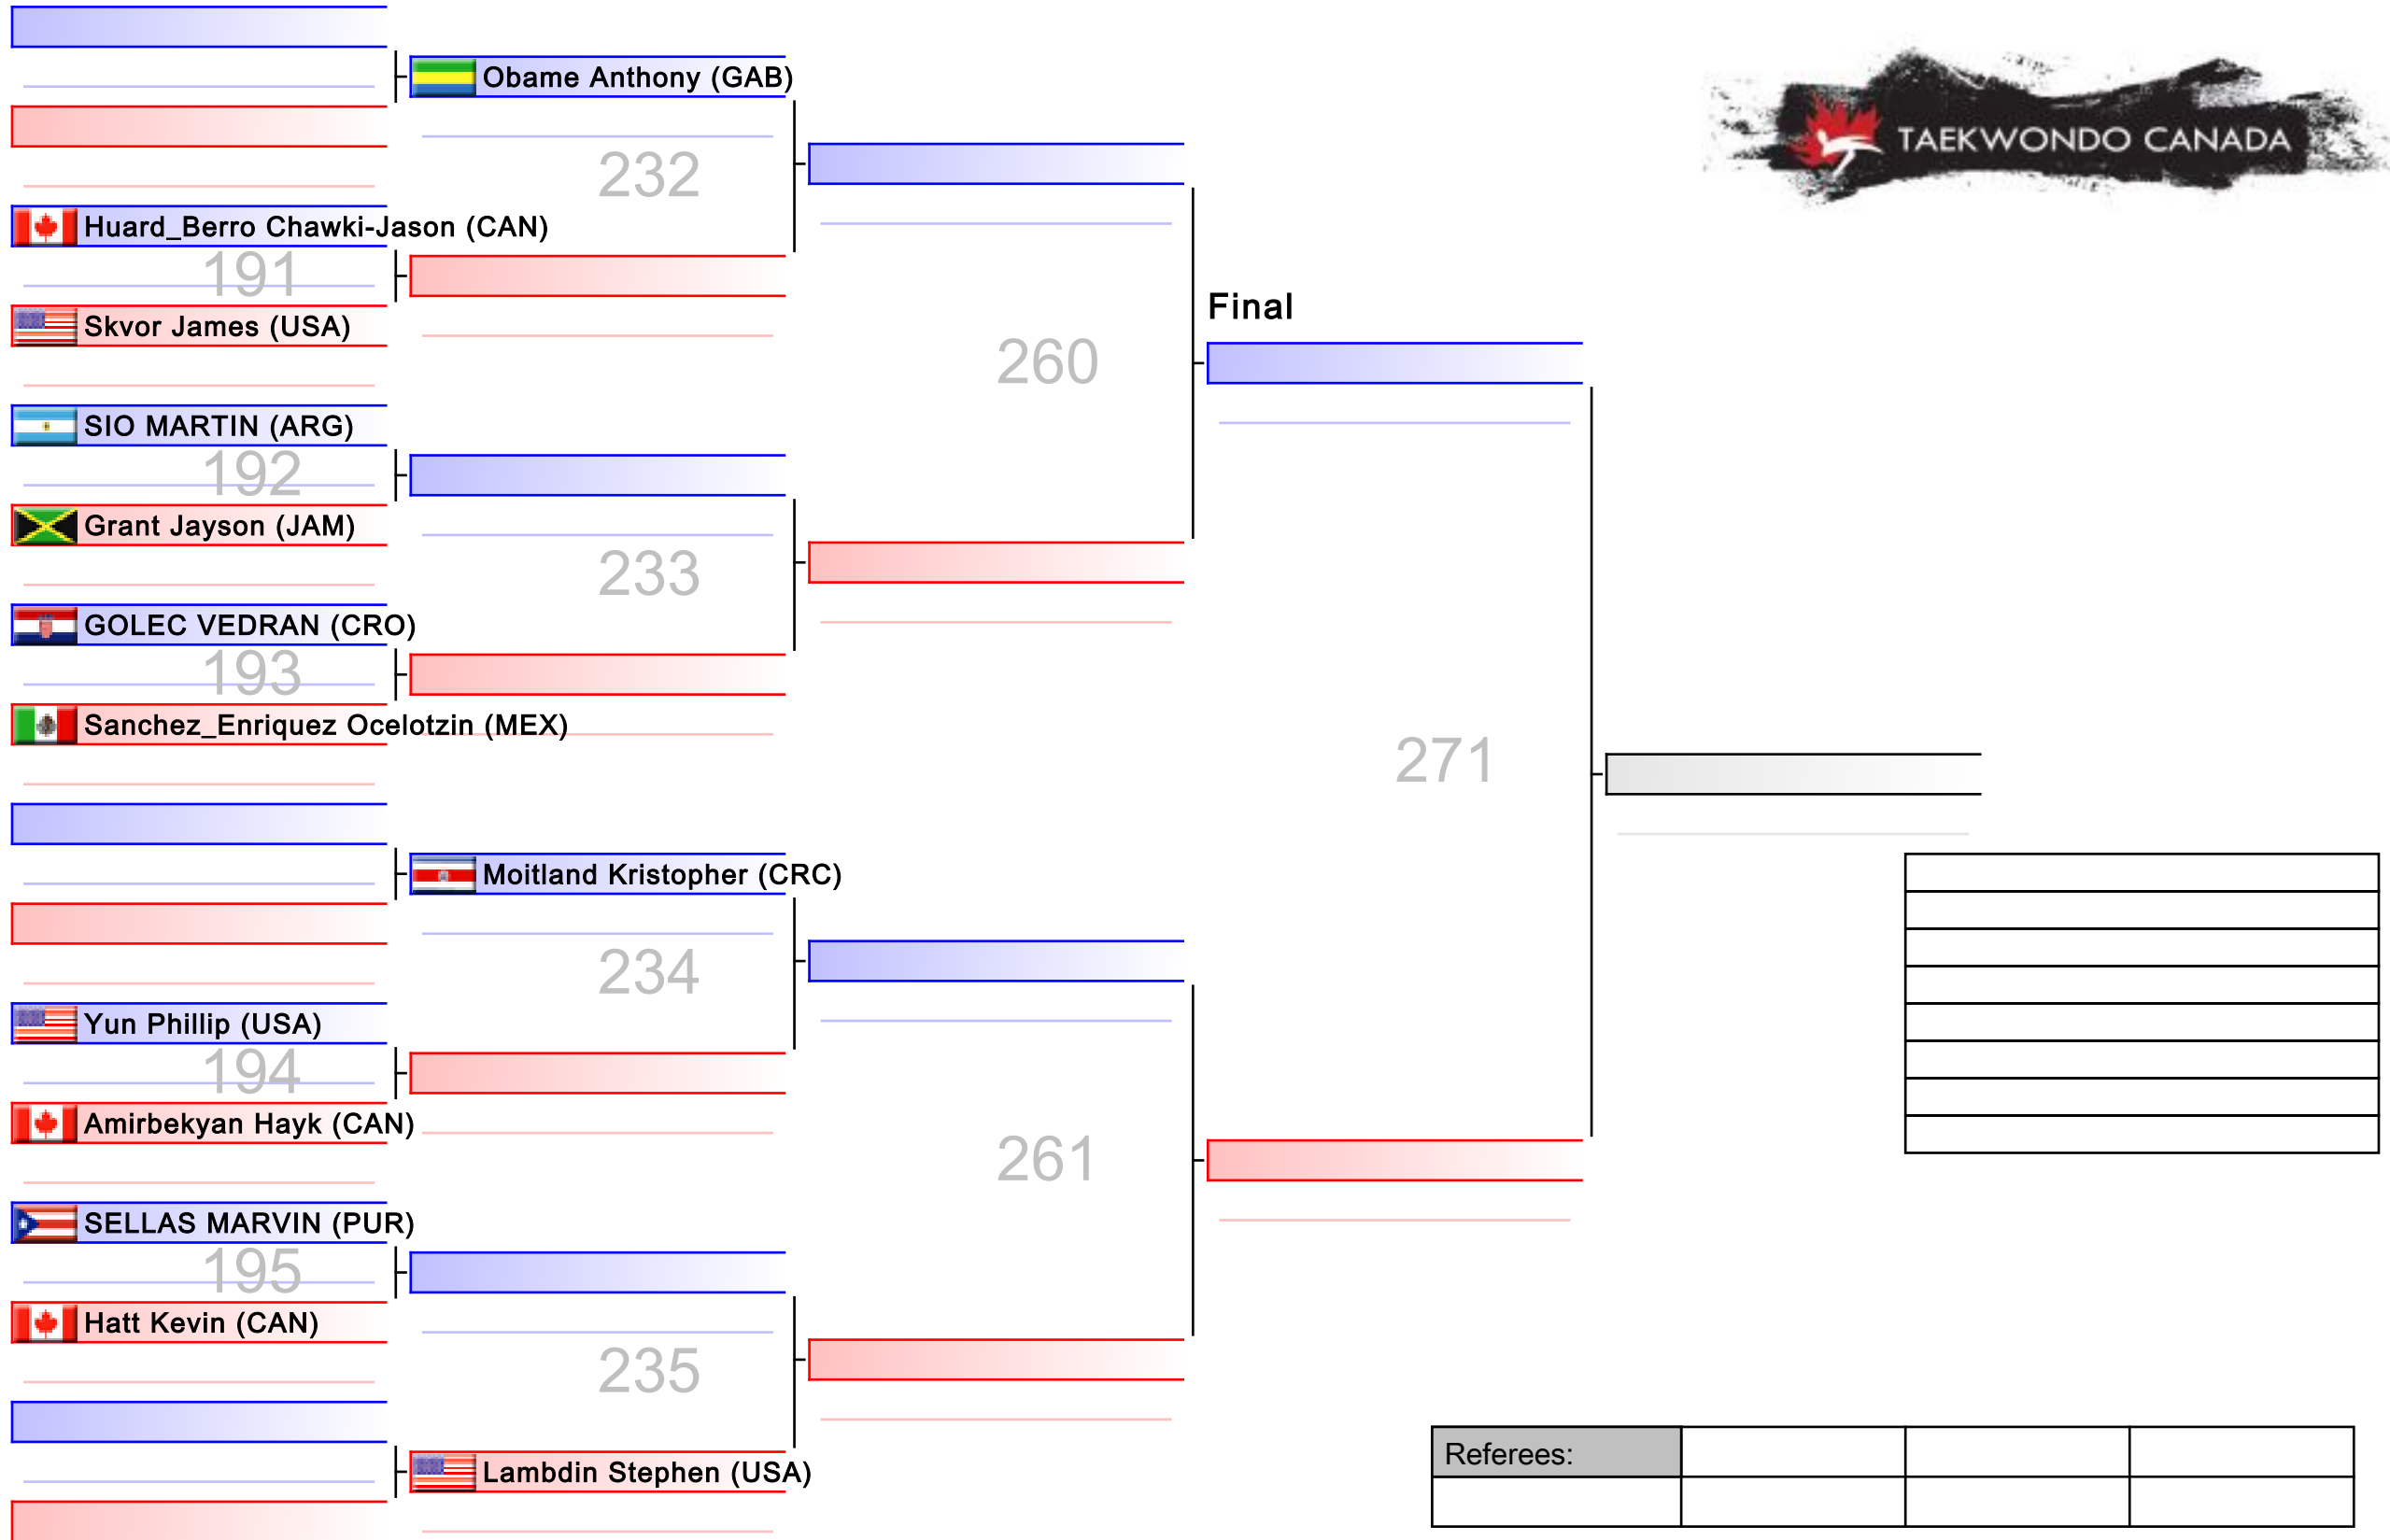 Obame Anthony (GAB)
TAEKWONDO CANADA
232
Huard_Berro Chawki-Jason (CAN)
191
Skvor James (USA)
Final
260
SIO MARTIN (ARG)
192
Grant Jayson (JAM)
233
GOLEC VEDRAN (CRO)
193
Sanchez_Enriquez Ocelotzin (MEX)
271
Moitland Kristopher (CRC)
234
Yun Phillip (USA)
194
Amirbekyan Hayk (CAN)
261
SELLAS MARVIN (PUR)
195
Hatt Kevin (CAN)
235
Referees:
Lambdin Stephen (USA)